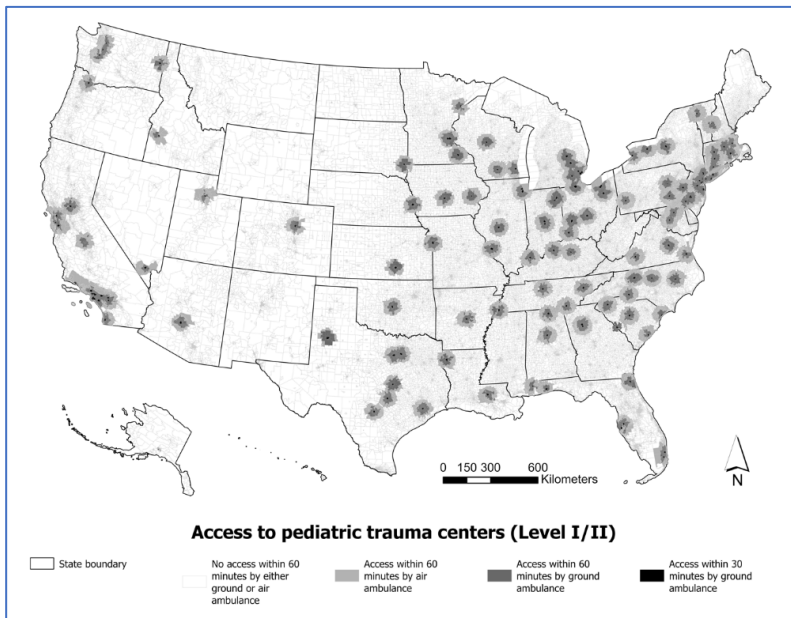 0 150 300 600
Kilometers
N
Access to pediatric trauma centers (Level I/II)
State boundary
No access within 60
minutes by either
ground or air
ambulance
Access within 60
minutes by air
ambulance
Access within 60
minutes by ground
ambulance
Access within 30
minutes by ground
ambulance